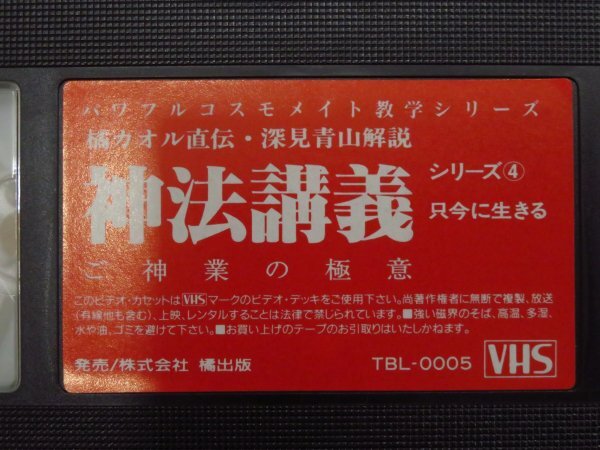 パワフルコスモメイト教学シリーズ
橘カオル直伝・深見青山解説
神法講義 シリーズ④
只今に生きる
ご神業の極意
このビデオ・カセットはVHSマークのビデオ・デッキをご使用下さい。尚著作権者に無断で複製、放送
(有線他も含む)、上映、レンタルすることは法律で禁じられています。■強い磁界のそば、高温、多湿、
水や油、ゴミを避けて下さい。■お買い上げのテープのお引取りはいたしかねます。
発売/株式会社 橘出版 TBL-0005 VHS